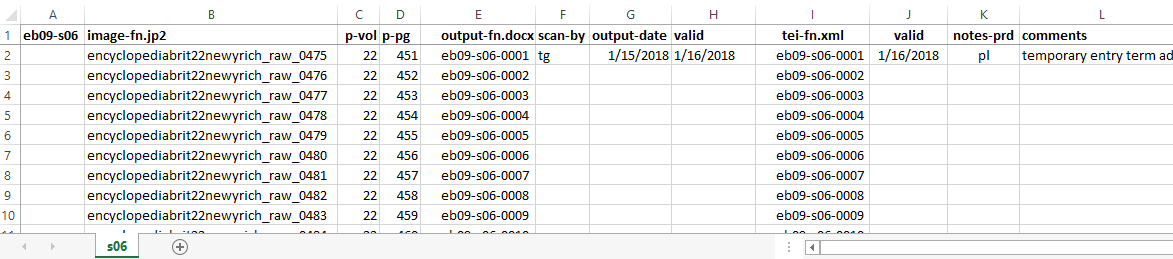 A B C D E F G H I J K L
1 eb09-s06 image-fn.jp2 p-vol p-pg output-fn.docx scan-by output-date valid tei-fn.xml valid notes-prd comments
2 encyclopediabrit22newyrich_raw_0475 22 451 eb09-s06-0001 tg 1/15/2018 1/16/2018 eb09-s06-0001 1/16/2018 pl temporary entry term ad
3 encyclopediabrit22newyrich_raw_0476 22 452 eb09-s06-0002 eb09-s06-0002
4 encyclopediabrit22newyrich_raw_0477 22 453 eb09-s06-0003 eb09-s06-0003
5 encyclopediabrit22newyrich_raw_0478 22 454 eb09-s06-0004 eb09-s06-0004
6 encyclopediabrit22newyrich_raw_0479 22 455 eb09-s06-0005 eb09-s06-0005
7 encyclopediabrit22newyrich_raw_0480 22 456 eb09-s06-0006 eb09-s06-0006
8 encyclopediabrit22newyrich_raw_0481 22 457 eb09-s06-0007 eb09-s06-0007
9 encyclopediabrit22newyrich_raw_0482 22 458 eb09-s06-0008 eb09-s06-0008
10 encyclopediabrit22newyrich_raw_0483 22 459 eb09-s06-0009 eb09-s06-0009
s06